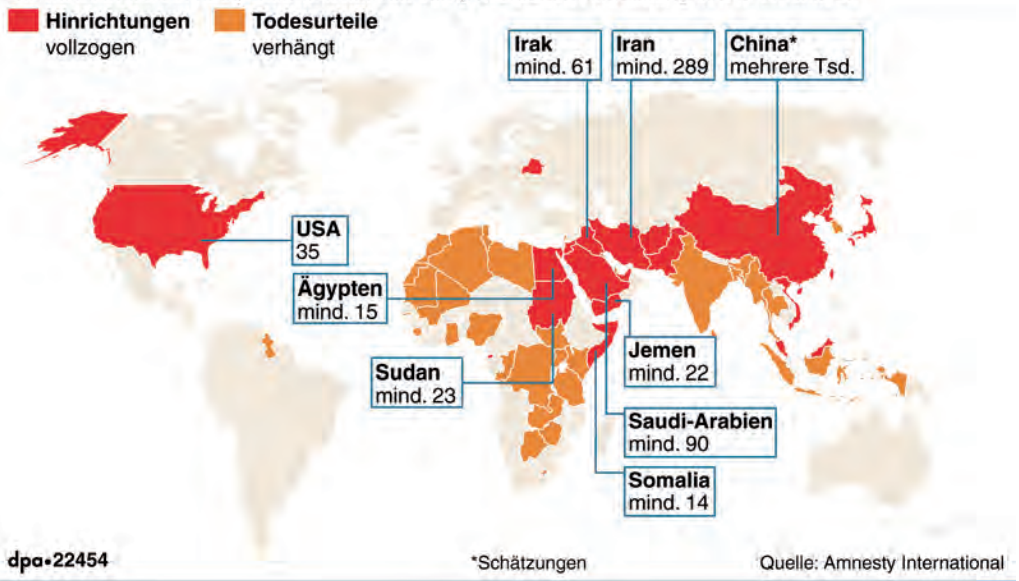 Hinrichtungen
vollzogen
Todesurteile
verhängt
Irak
mind. 61
Iran
mind. 289
China*
mehrere Tsd.
USA
35
Ägypten
mind. 15
Sudan
mind. 23
Jemen
mind. 22
Saudi-Arabien
mind. 90
Somalia
mind. 14
dpa•22454
*Schätzungen
Quelle: Amnesty International